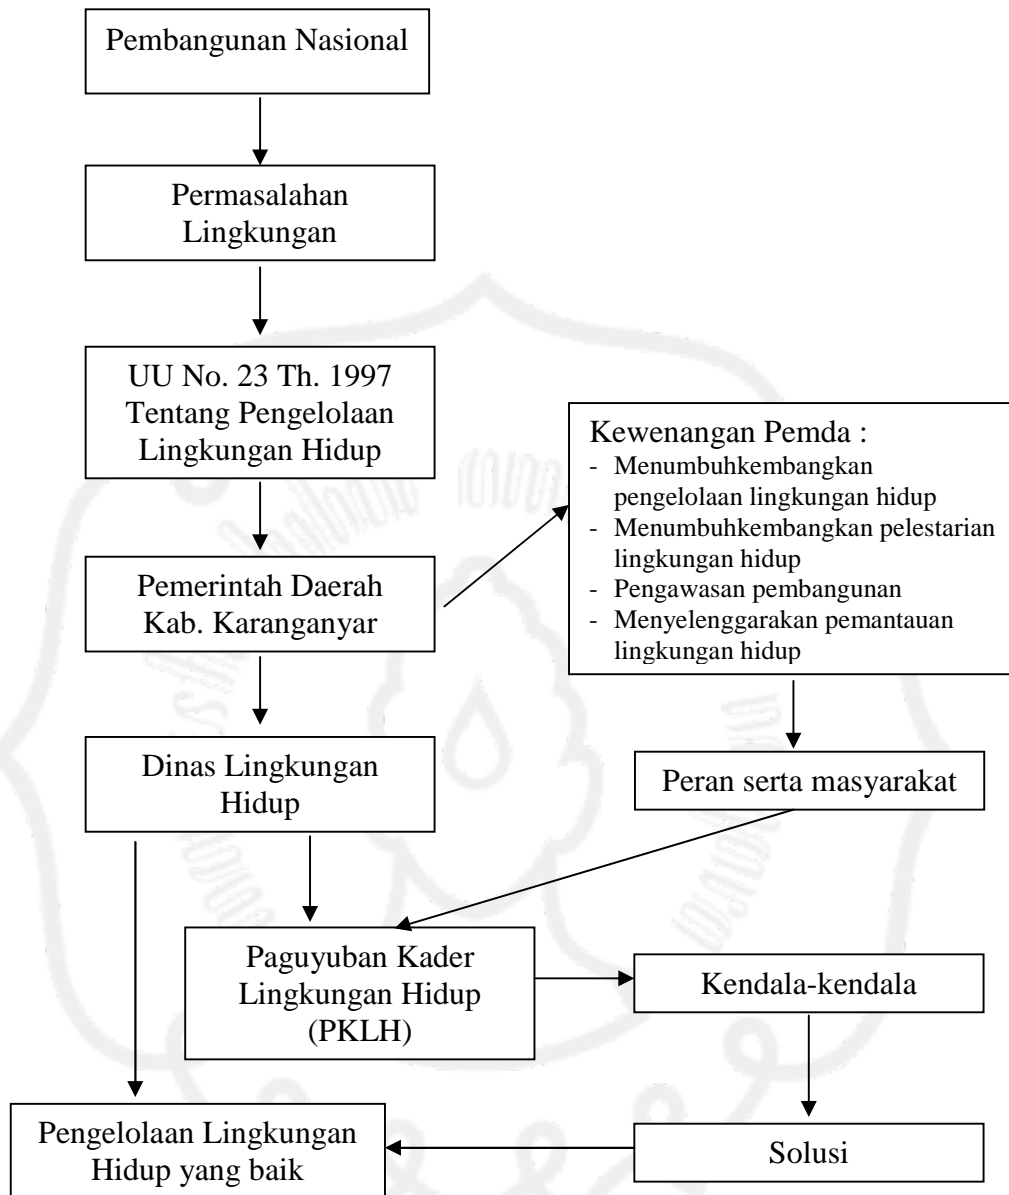 Pembangunan Nasional
Permasalahan
Lingkungan
UU No. 23 Th. 1997
Tentang Pengelolaan
Lingkungan Hidup
Kewenangan Pemda :
- Menumbuhkembangkan
pengelolaan lingkungan hidup
- Menumbuhkembangkan pelestarian
lingkungan hidup
- Pengawasan pembangunan
- Menyelenggarakan pemantauan
lingkungan hidup
Pemerintah Daerah
Kab. Karanganyar
Dinas Lingkungan
Hidup
Peran serta masyarakat
Paguyuban Kader
Lingkungan Hidup
(PKLH)
Kendala-kendala
Pengelolaan Lingkungan
Hidup yang baik
Solusi